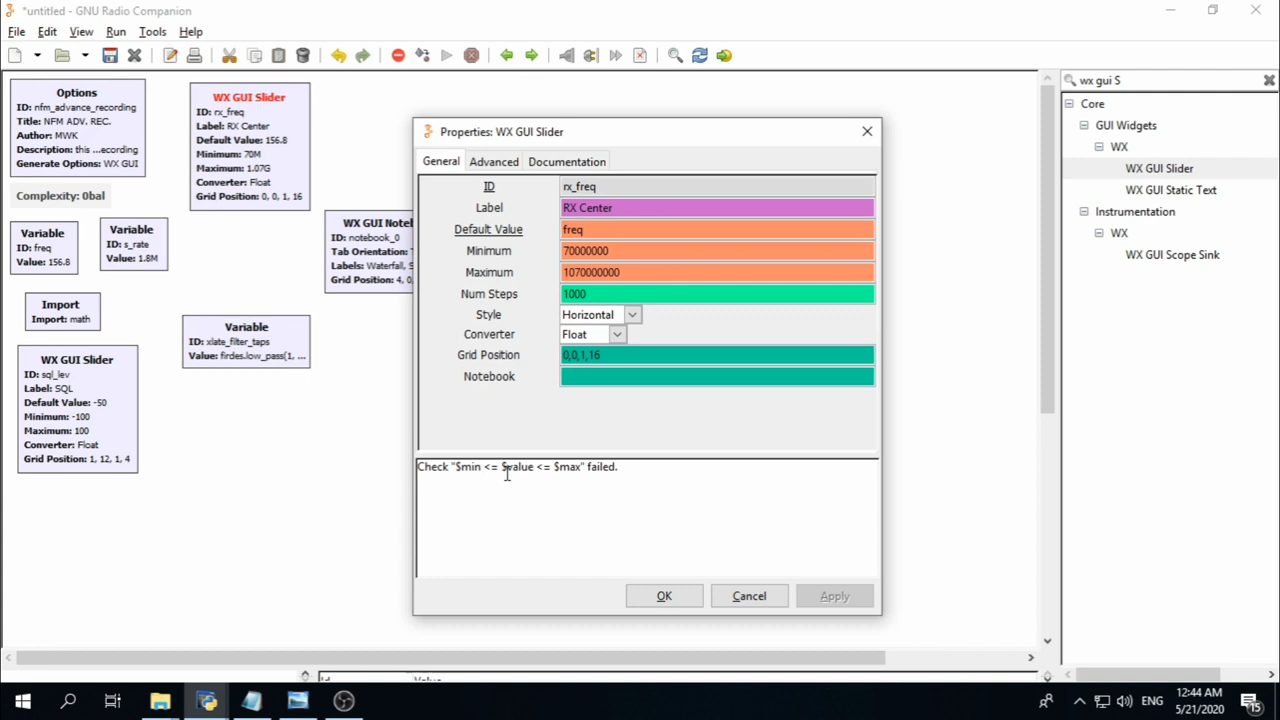 *untitled - GNU Radio Companion
File Edit View Run Tools Help
Options
ID: nfm_advance_recording
Title: NFM ADV. REC.
Author: MWK
Description: this ...ecording
Generate Options: WX GUI
Complexity: 0bal
Variable
ID: freq
Value: 156.8
Variable
ID: s_rate
Value: 1.8M
Import
Import: math
WX GUI Slider
ID: sql_lev
Label: SQL
Default Value: -50
Minimum: -100
Maximum: 100
Converter: Float
Grid Position: 1, 12, 1, 4
WX GUI Slider
ID: rx_freq
Label: RX Center
Default Value: 156.8
Minimum: 70M
Maximum: 1.07G
Converter: Float
Grid Position: 0, 0, 1, 16
Variable
ID: xlate_filter_taps
Value: firdes.low_pass(1, ...
WX GUI Noteb
ID: notebook_0
Tab Orientation: T
Labels: Waterfall, S
Grid Position: 4, 0,
Properties: WX GUI Slider
General Advanced Documentation
ID rx_freq
Label RX Center
Default Value freq
Minimum 70000000
Maximum 1070000000
Num Steps 1000
Style Horizontal
Converter Float
Grid Position 0,0,1,16
Notebook
Check "$min <= $value <= $max" failed.
OK Cancel Apply
wx gui S
Core
GUI Widgets
WX
WX GUI Slider
WX GUI Static Text
Instrumentation
WX
WX GUI Scope Sink
Id Value
ENG
12:44 AM
5/21/2020
15